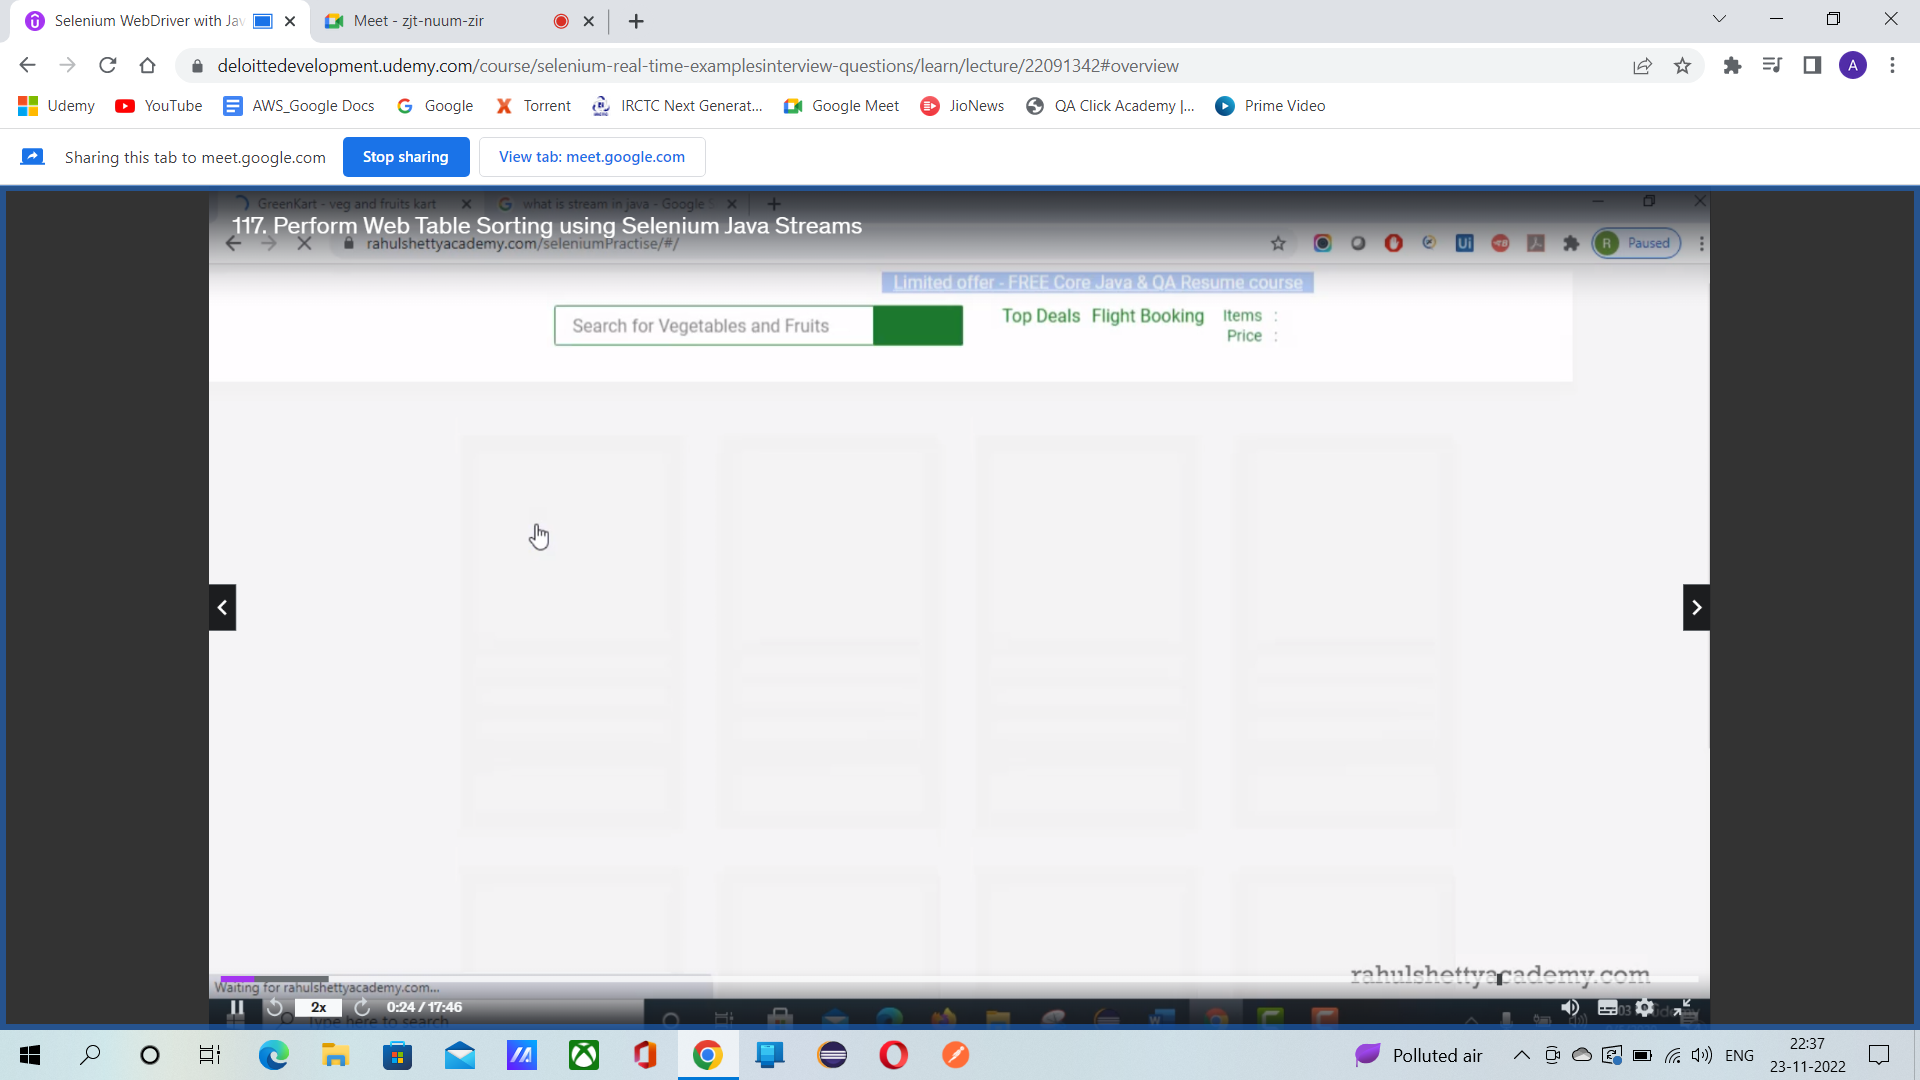 Selenium WebDriver with Jav
Meet - zjt-nuum-zir
deloittedevelopment.udemy.com/course/selenium-real-time-examplesinterview-questions/learn/lecture/22091342#overview
A
Udemy
YouTube
AWS_Google Docs
Google
Torrent
IRCTC Next Generat...
Google Meet
JioNews
QA Click Academy |...
Prime Video
Sharing this tab to meet.google.com
Stop sharing
View tab: meet.google.com
GreenKart - veg and fruits kart
what is stream in java - Google S
117. Perform Web Table Sorting using Selenium Java Streams
rahulshettyacademy.com/seleniumPractise/#/
R Paused
Limited offer - FREE Core Java & QA Resume course
Search for Vegetables and Fruits
Top Deals Flight Booking
Items :
Price :
rahulshettyacademy.com
Waiting for rahulshettyacademy.com...
2x
0:24 / 17:46
Type here to search
Polluted air
ENG
22:37
23-11-2022